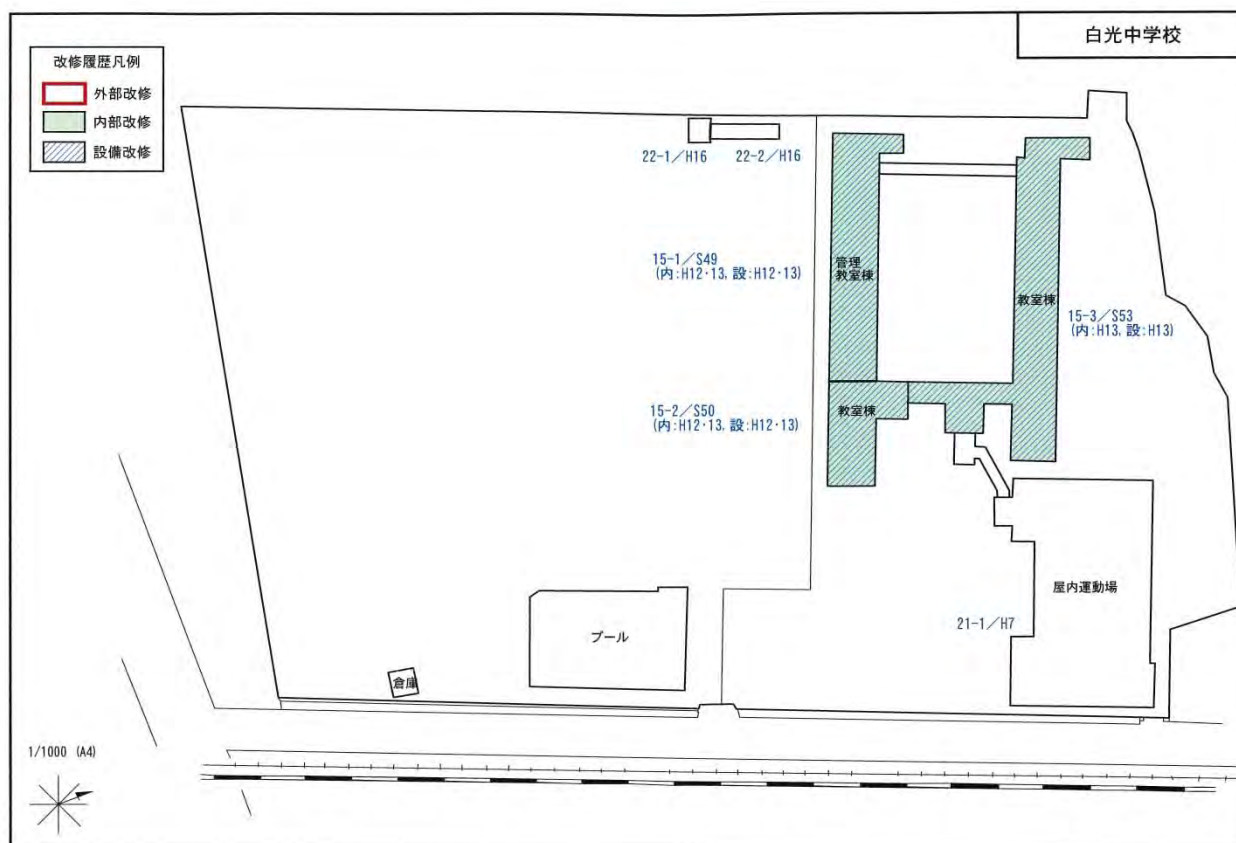 白光中学校
改修履歴凡例
外部改修
内部改修
設備改修
22-1／H16
22-2／H16
15-1／S49
(内:H12・13, 設:H12・13)
管理
教室棟
教室棟
15-3／S53
(内:H13, 設:H13)
15-2／S50
(内:H12・13, 設:H12・13)
教室棟
屋内運動場
21-1／H7
プール
倉庫
1/1000 (A4)